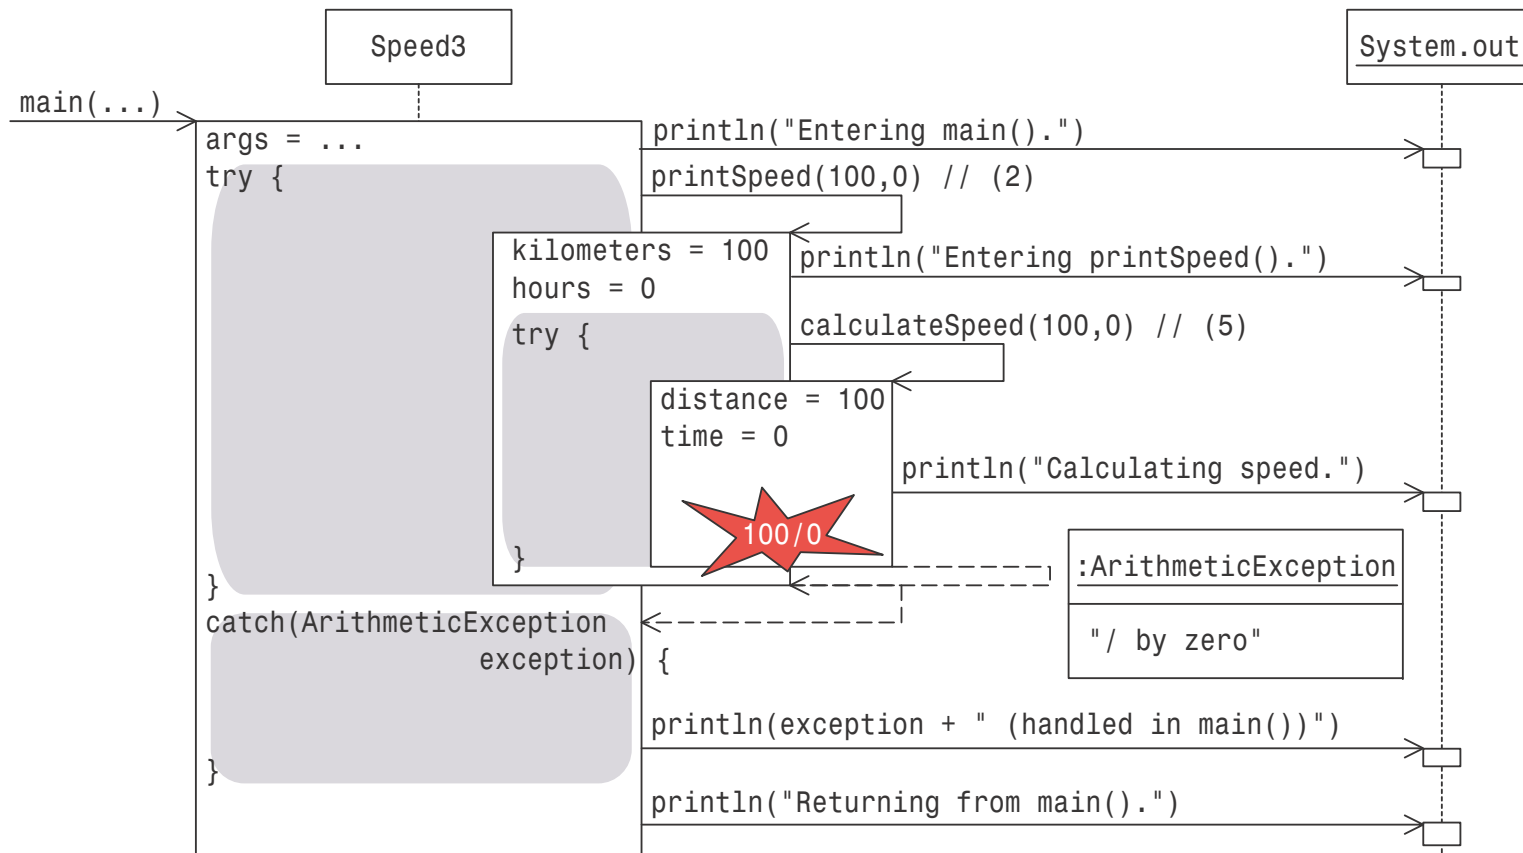 Speed3
System.out
main(...)
args = ...
println("Entering main().")
try {
printSpeed(100,0) // (2)
kilometers = 100
println("Entering printSpeed().")
hours = 0
try {
calculateSpeed(100,0) // (5)
distance = 100
time = 0
println("Calculating speed.")
100/0
}
:ArithmeticException
}
catch(ArithmeticException
exception) {
"/ by zero"
println(exception + " (handled in main())")
}
println("Returning from main().")